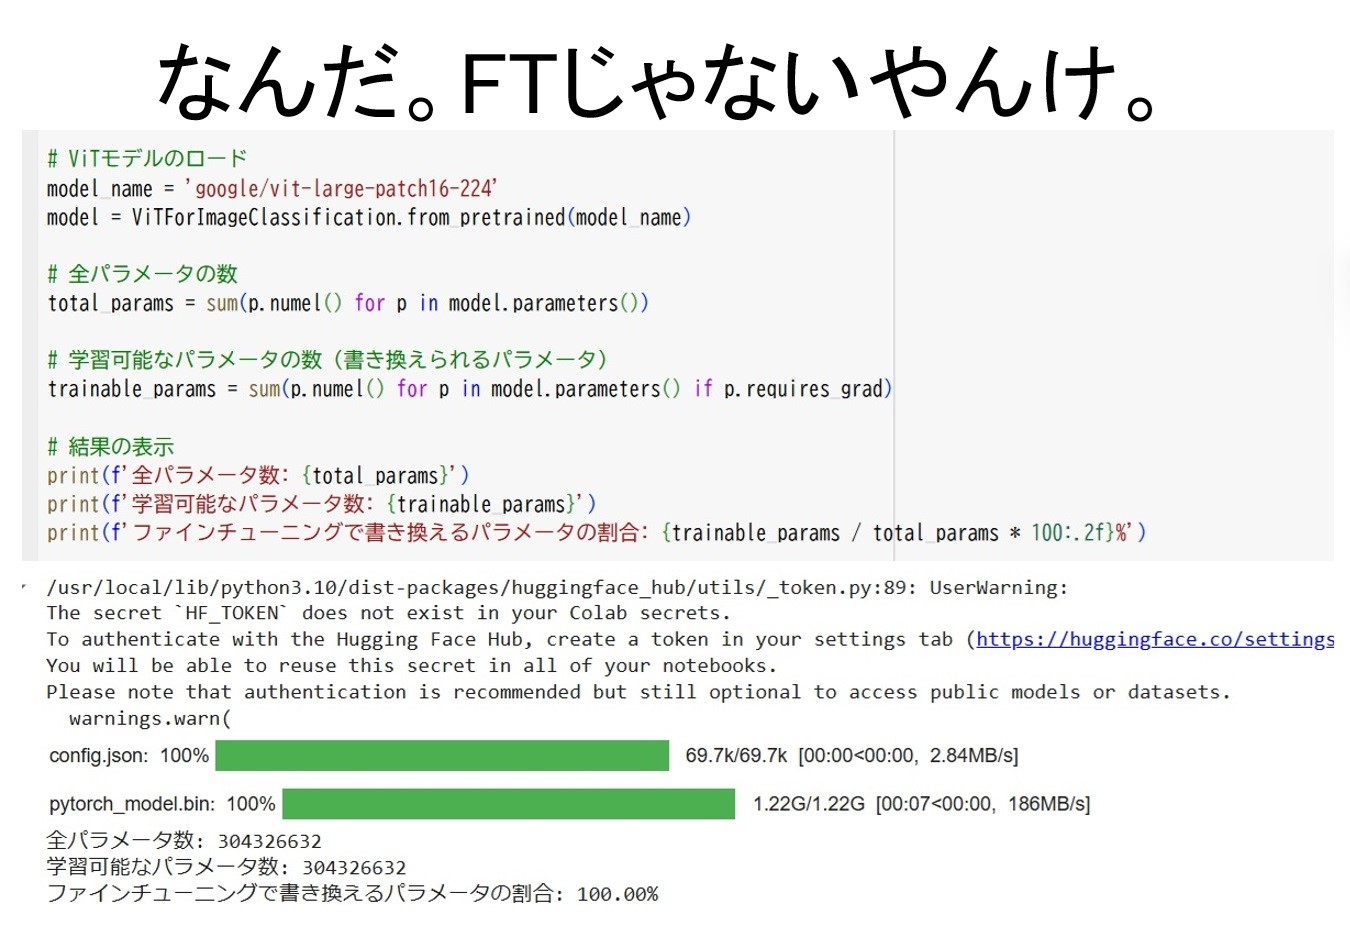 なんだ。FTじゃないやんけ。
# ViTモデルのロード
model_name = 'google/vit-large-patch16-224'
model = ViTForImageClassification.from_pretrained(model_name)
# 全パラメータの数
total_params = sum(p.numel() for p in model.parameters())
# 学習可能なパラメータの数（書き換えられるパラメータ）
trainable_params = sum(p.numel() for p in model.parameters() if p.requires_grad)
# 結果の表示
print(f'全パラメータ数: {total_params}')
print(f'学習可能なパラメータ数: {trainable_params}')
print(f'ファインチューニングで書き換えるパラメータの割合: {trainable_params / total_params * 100:.2f}%')
/usr/local/lib/python3.10/dist-packages/huggingface_hub/utils/_token.py:89: UserWarning:
The secret `HF_TOKEN` does not exist in your Colab secrets.
To authenticate with the Hugging Face Hub, create a token in your settings tab (https://huggingface.co/settings
You will be able to reuse this secret in all of your notebooks.
Please note that authentication is recommended but still optional to access public models or datasets.
warnings.warn(
config.json: 100% 69.7k/69.7k [00:00<00:00, 2.84MB/s]
pytorch_model.bin: 100% 1.22G/1.22G [00:07<00:00, 186MB/s]
全パラメータ数: 304326632
学習可能なパラメータ数: 304326632
ファインチューニングで書き換えるパラメータの割合: 100.00%